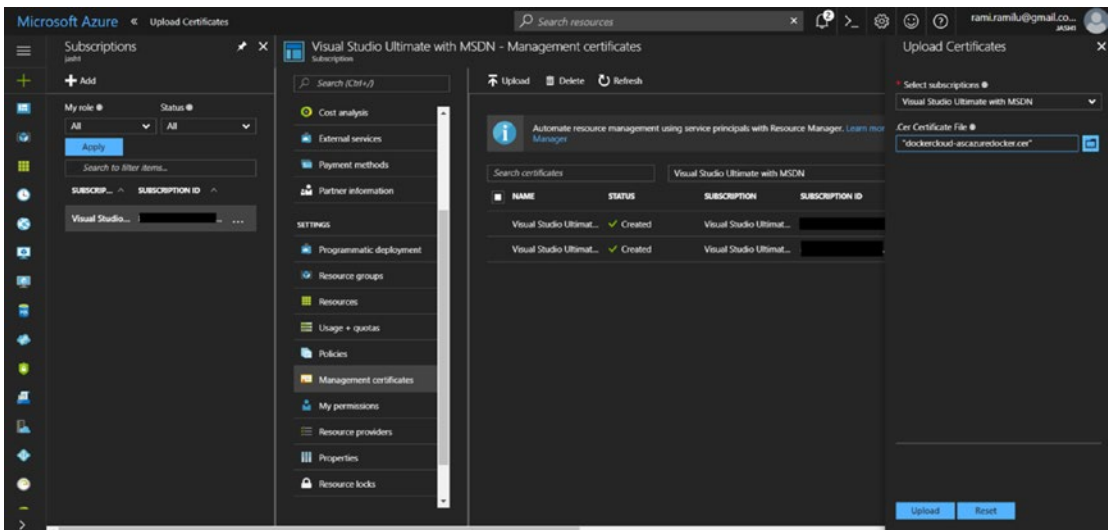 Microsoft Azure « Upload Certificates
Search resources
2
rami.ramilu@gmail.co...
JASHI
Subscriptions
jashi
Add
My role
Status
All
All
Apply
Search to filter items...
SUBSCRIP...
SUBSCRIPTION ID
Visual Studio...
...
Visual Studio Ultimate with MSDN - Management certificates
Subscription
Search (Ctrl+/)
Cost analysis
External services
Payment methods
Partner information
SETTINGS
Programmatic deployment
Resource groups
Resources
Usage + quotas
Policies
Management certificates
My permissions
Resource providers
Properties
Resource locks
Upload Delete Refresh
Automate resource management using service principals with Resource Manager. Learn mor
Manager
Search certificates
Visual Studio Ultimate with MSDN
NAME STATUS SUBSCRIPTION SUBSCRIPTION ID
Visual Studio Ultimat... Created Visual Studio Ultimat...
Visual Studio Ultimat... Created Visual Studio Ultimat...
Upload Certificates
* Select subscriptions
Visual Studio Ultimate with MSDN
.Cer Certificate File
"dockercloud-ascazuredocker.cer"
Upload
Reset